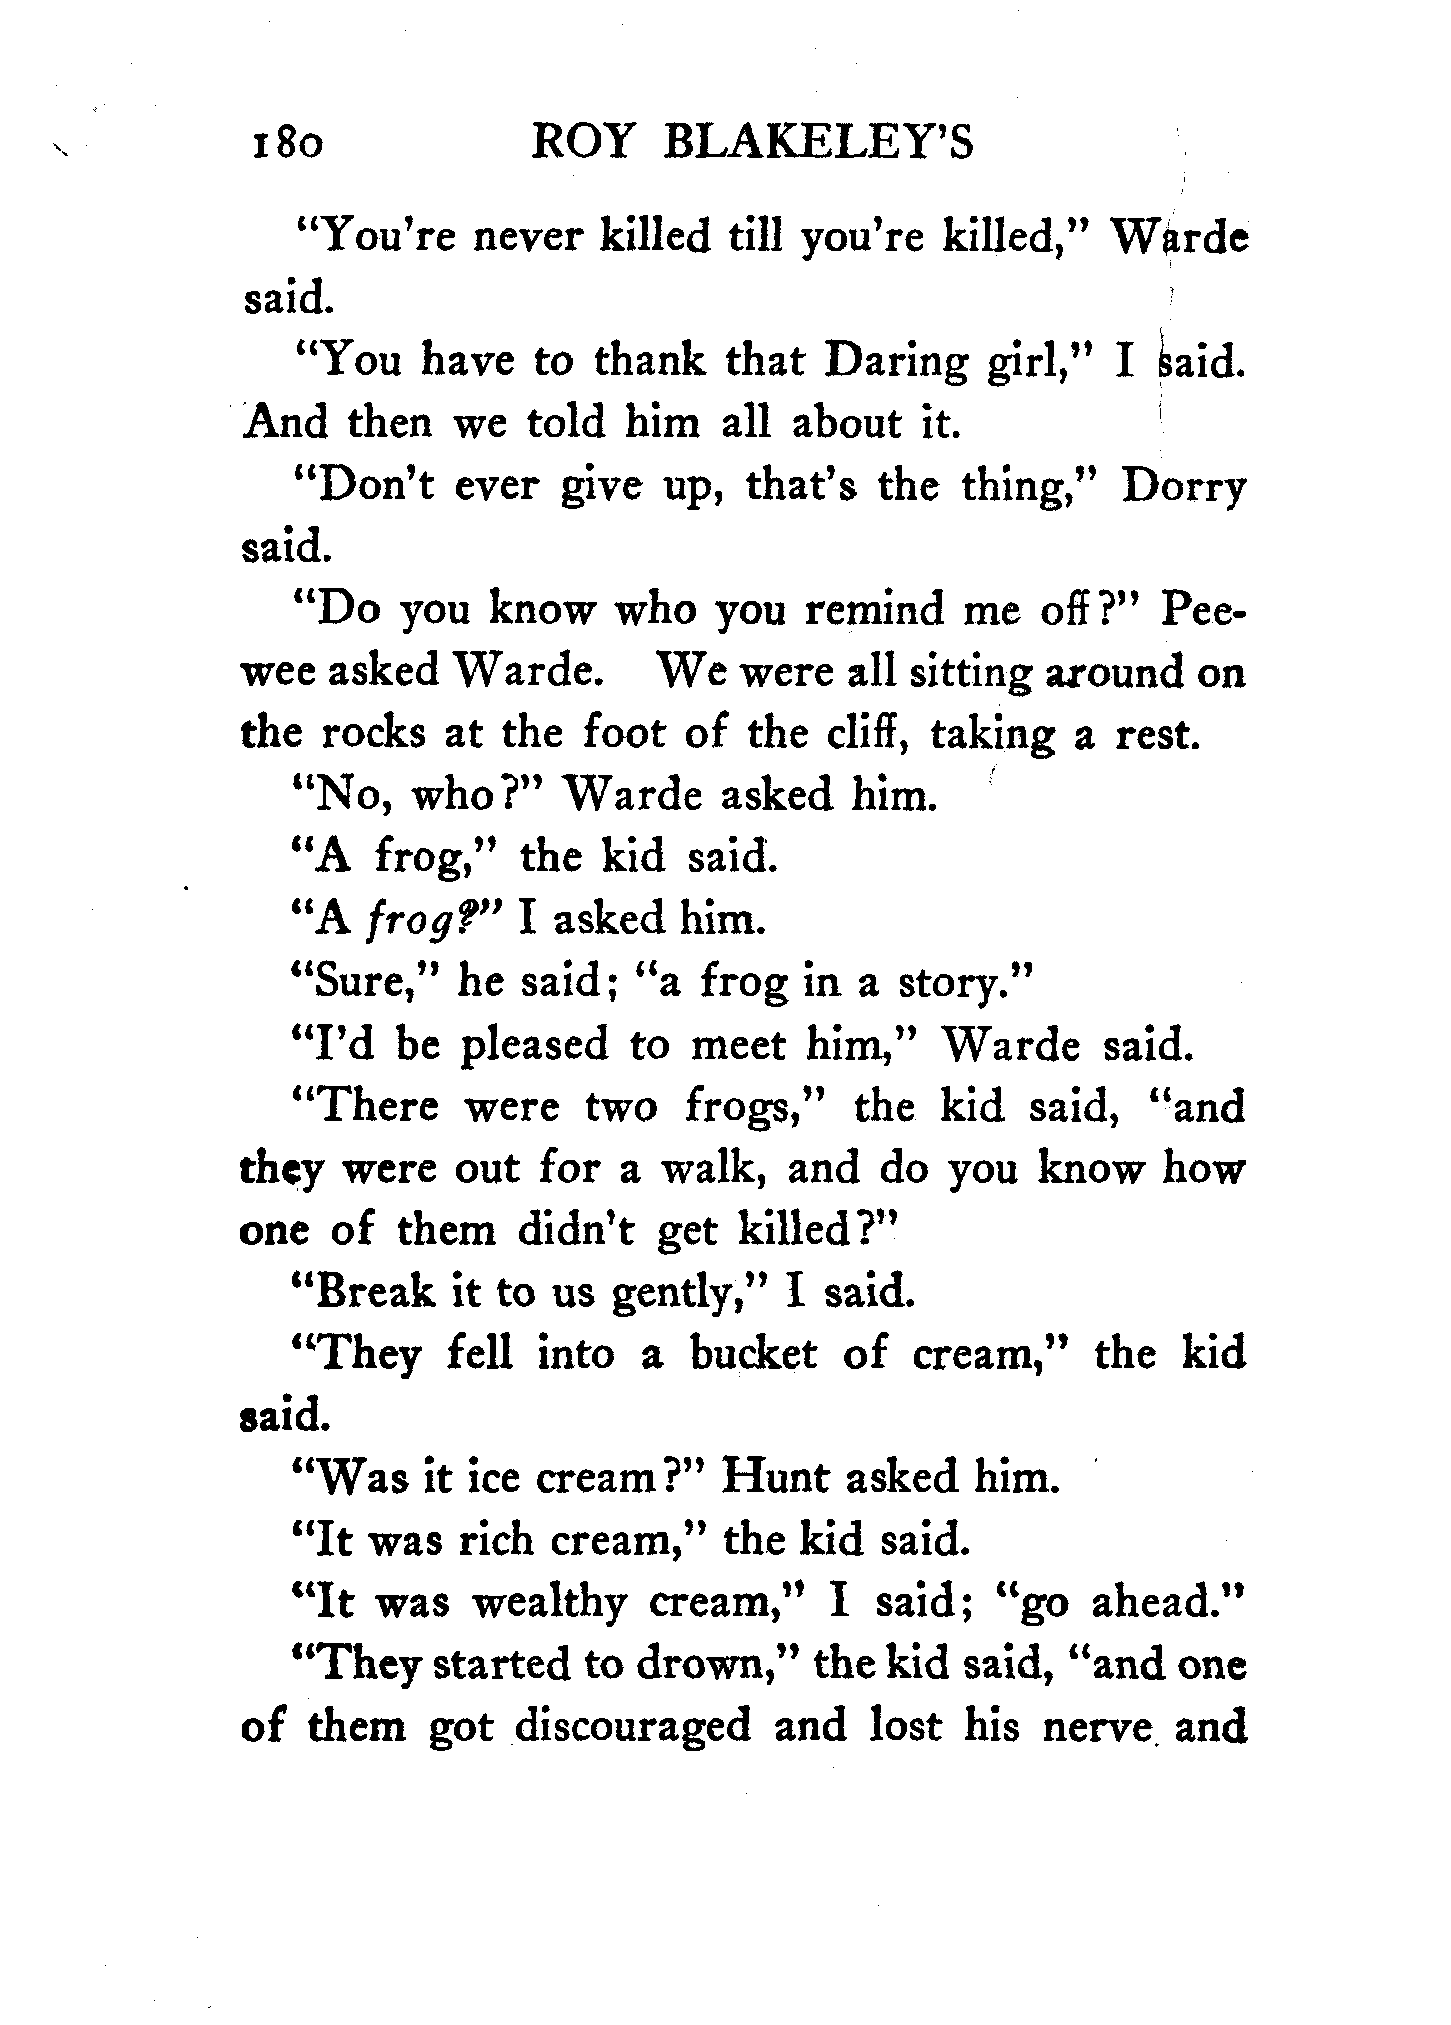 180 ROY BLAKELEY'S
"You're never killed till you're killed," Warde
said.
"You have to thank that Daring girl," I said.
And then we told him all about it.
"Don't ever give up, that's the thing," Dorry
said.
"Do you know who you remind me off?" Pee-
wee asked Warde. We were all sitting around on
the rocks at the foot of the cliff, taking a rest.
"No, who?" Warde asked him.
"A frog," the kid said.
"A frog?" I asked him.
"Sure," he said; "a frog in a story."
"I'd be pleased to meet him," Warde said.
"There were two frogs," the kid said, "and
they were out for a walk, and do you know how
one of them didn't get killed?"
"Break it to us gently," I said.
"They fell into a bucket of cream," the kid
said.
"Was it ice cream?" Hunt asked him.
"It was rich cream," the kid said.
"It was wealthy cream," I said; "go ahead."
"They started to drown," the kid said, "and one
of them got discouraged and lost his nerve and